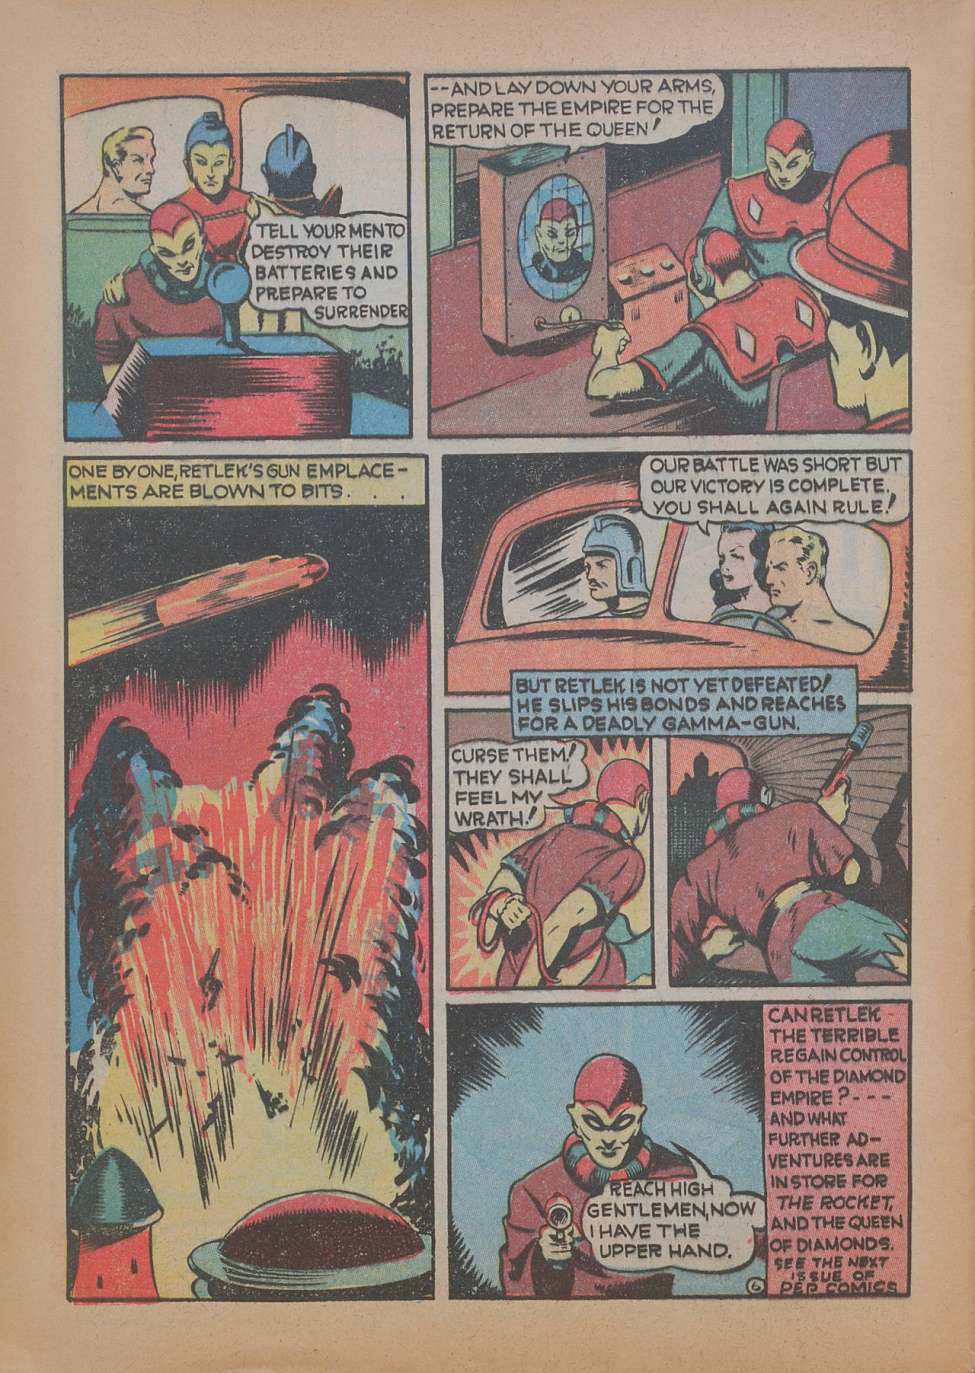 TELL YOUR MEN TO
DESTROY THEIR
BATTERIES AND
PREPARE TO
SURRENDER
--AND LAY DOWN YOUR ARMS,
PREPARE THE EMPIRE FOR THE
RETURN OF THE QUEEN!
ONE BY ONE, RETLEK'S GUN EMPLACE-
MENTS ARE BLOWN TO BITS. . . .
OUR BATTLE WAS SHORT BUT
OUR VICTORY IS COMPLETE.
YOU SHALL AGAIN RULE!
BUT RETLEK IS NOT YET DEFEATED!
HE SLIPS HIS BONDS AND REACHES
FOR A DEADLY GAMMA-GUN.
CURSE THEM!
THEY SHALL
FEEL MY
WRATH!
REACH HIGH
GENTLEMEN, NOW
I HAVE THE
UPPER HAND.
6
CAN RETLEK -
THE TERRIBLE
REGAIN CONTROL
OF THE DIAMOND
EMPIRE?---
AND WHAT
FURTHER AD-
VENTURES ARE
IN STORE FOR
THE ROCKET,
AND THE QUEEN
OF DIAMONDS.
SEE THE NEXT
ISSUE OF
PEP COMICS